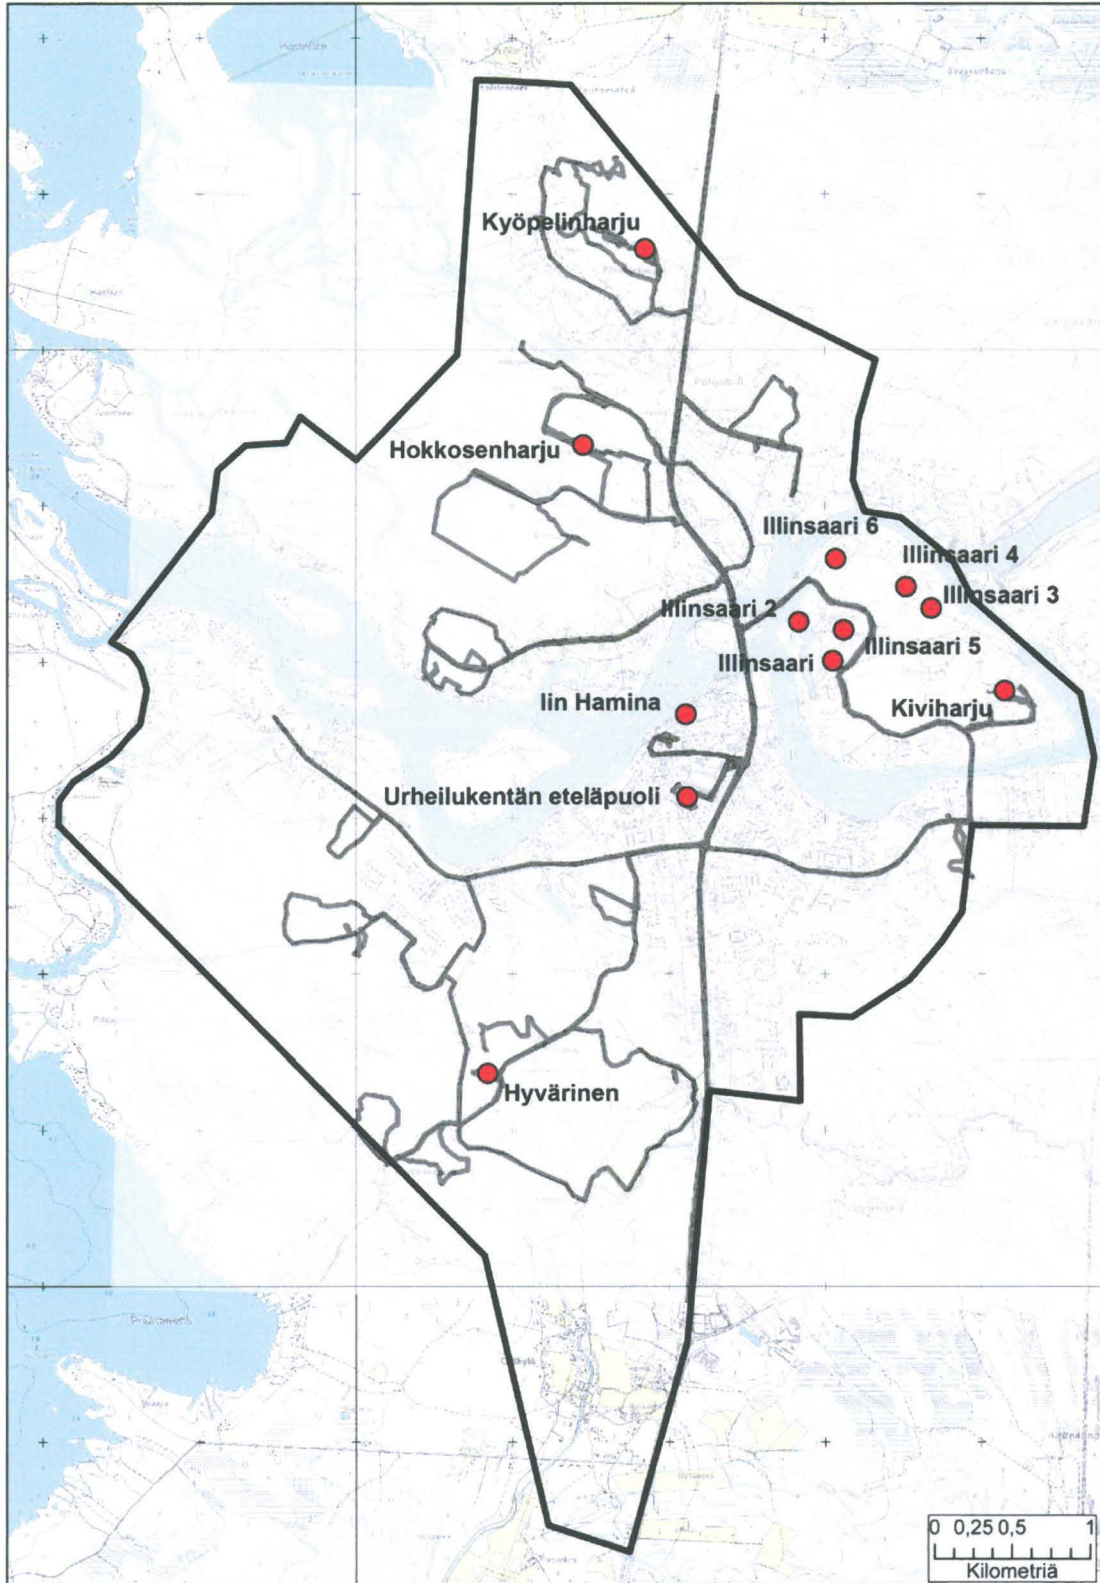 Kyöpelinharju
Hokkosenharju
Illinsaari 6
Illinsaari 4
Illinsaari 3
Illinsaari 2
Illinsaari 5
Illinsaari
Iin Hamina
Kiviharju
Urheilukentän eteläpuoli
Hyvärinen
0 0,25 0,5 1
Kilometriä